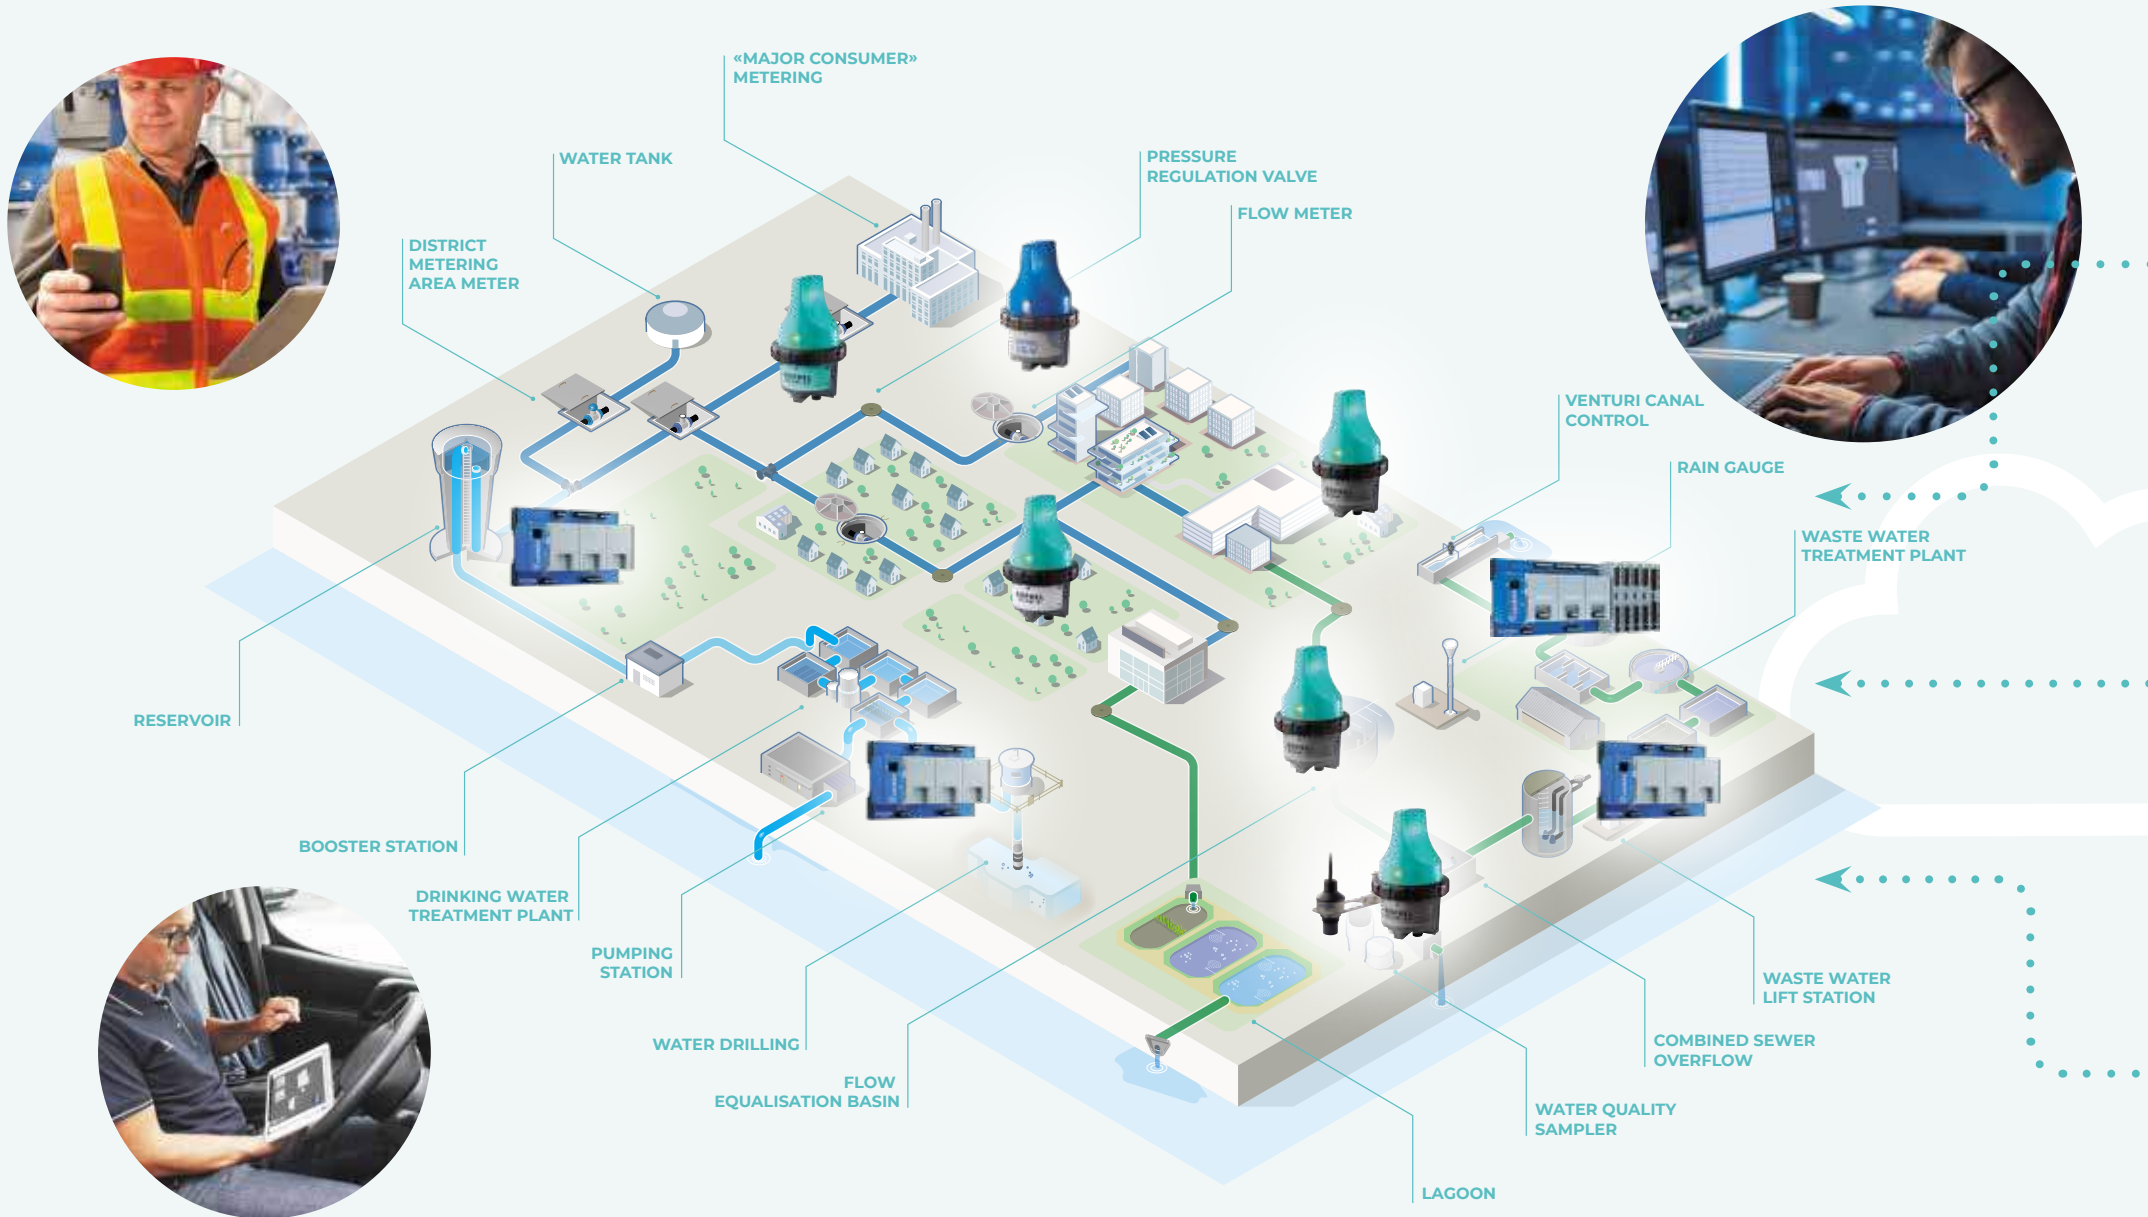 «MAJOR CONSUMER»
METERING
WATER TANK
PRESSURE
REGULATION VALVE
FLOW METER
DISTRICT
METERING
AREA METER
VENTURI CANAL
CONTROL
RAIN GAUGE
WASTE WATER
TREATMENT PLANT
RESERVOIR
BOOSTER STATION
DRINKING WATER
TREATMENT PLANT
PUMPING
STATION
WATER DRILLING
FLOW
EQUALISATION BASIN
WASTE WATER
LIFT STATION
COMBINED SEWER
OVERFLOW
WATER QUALITY
SAMPLER
LAGOON